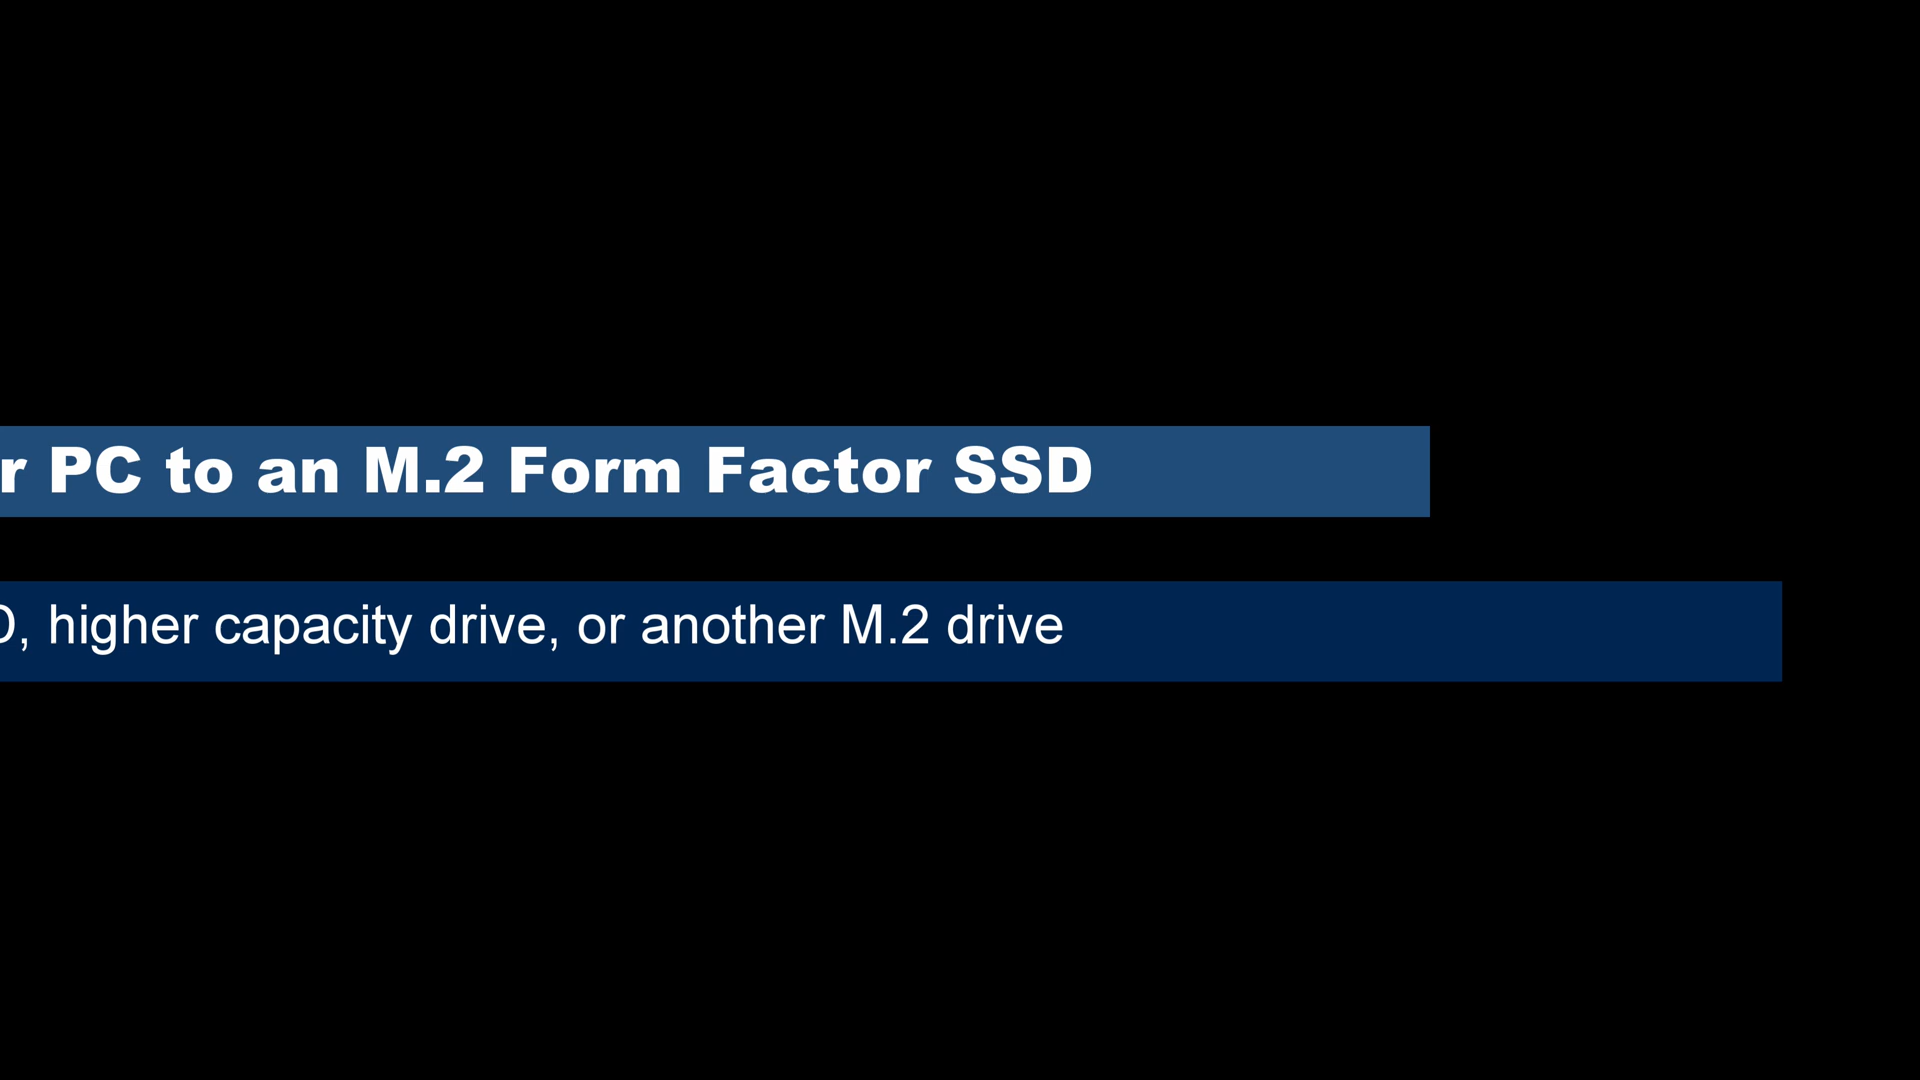 r PC to an M.2 Form Factor SSD
, higher capacity drive, or another M.2 drive